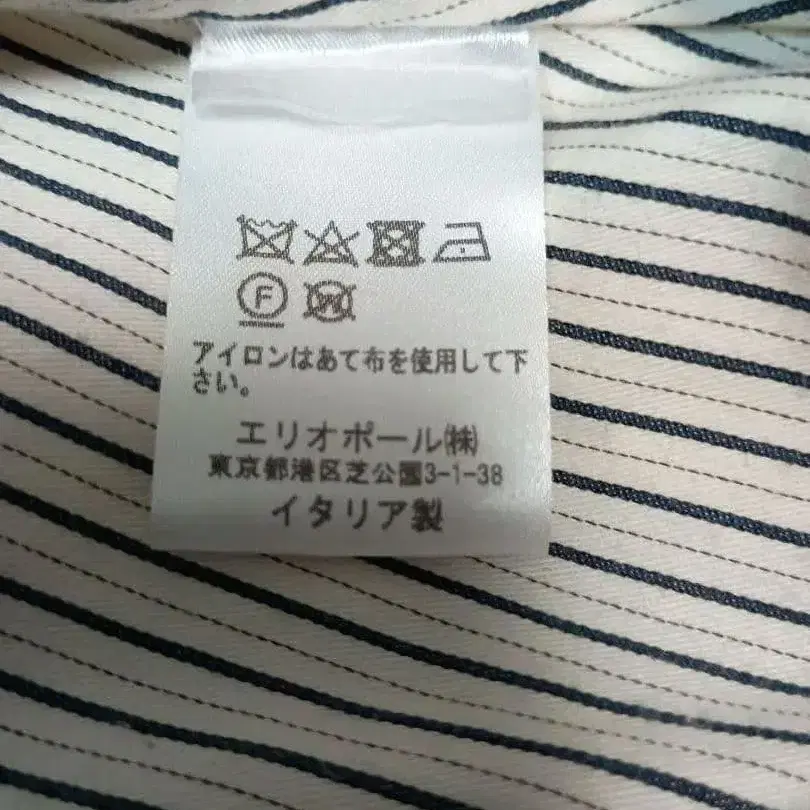 F W
アイロンはあて布を使用して下
さい。
エリオポール㈱
東京都港区芝公園3-1-38
イタリア製